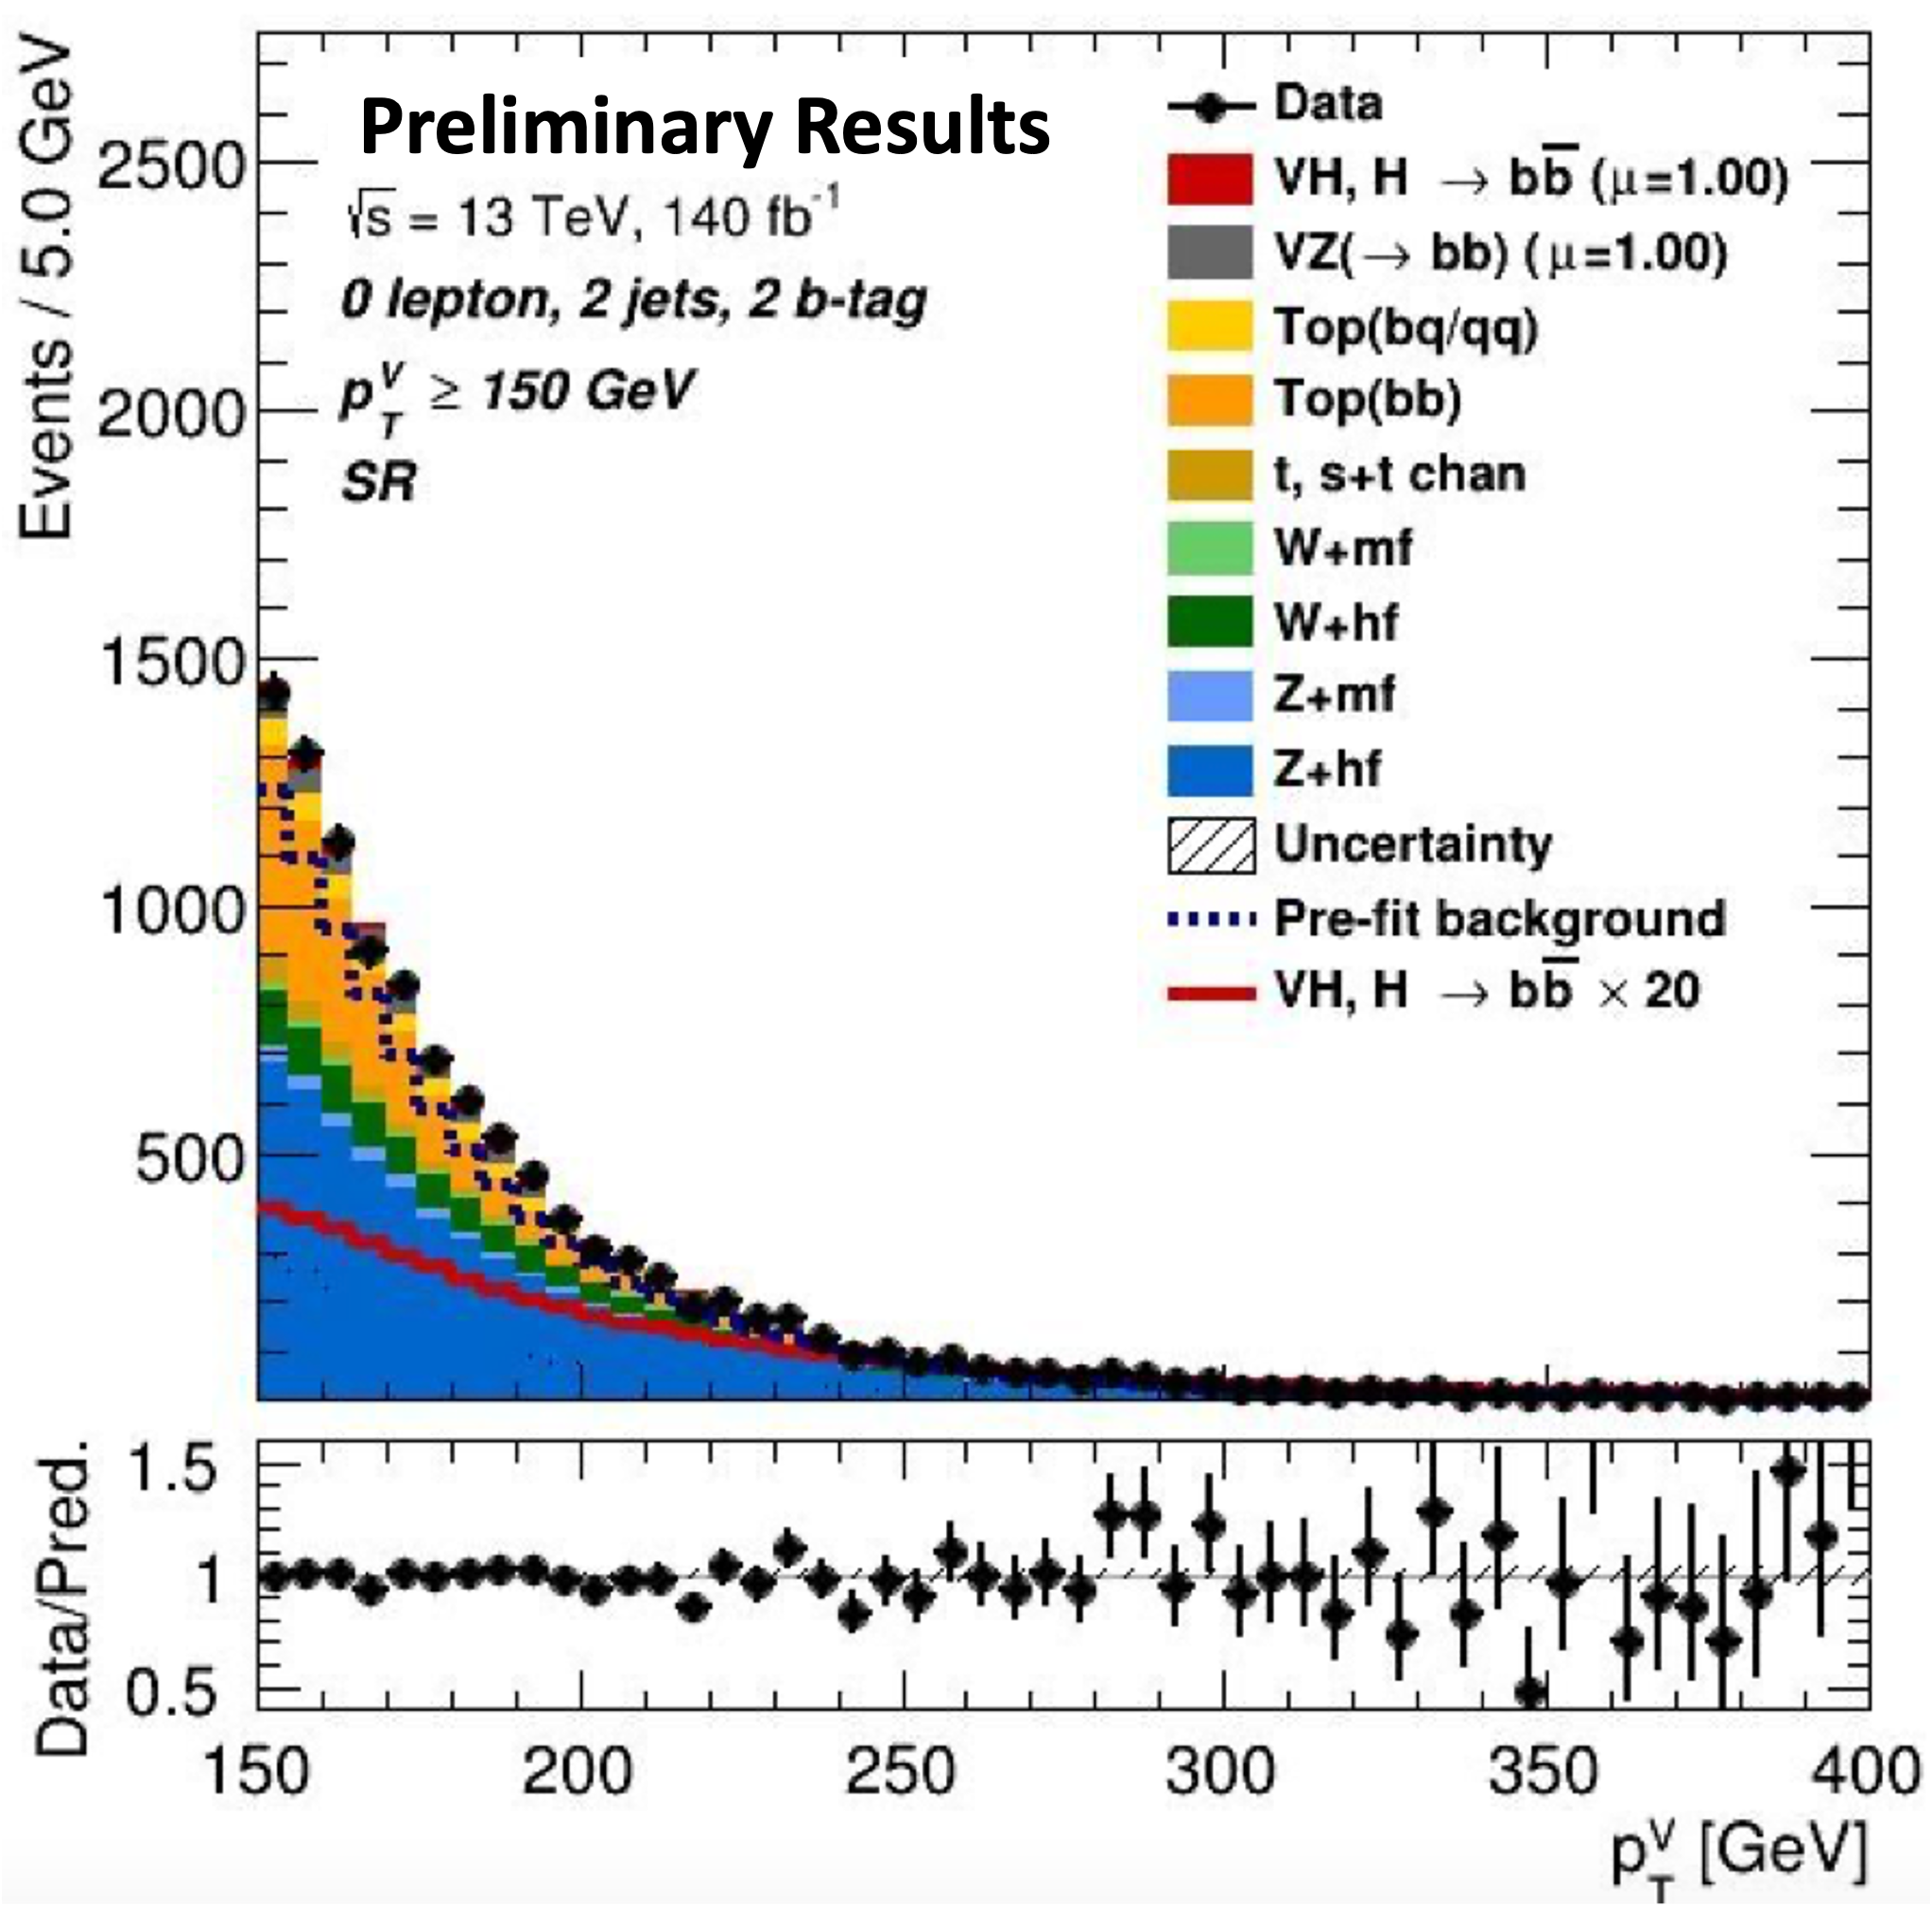 Events / 5.0 GeV
2500
2000
1500
1000
500
Preliminary Results
√s = 13 TeV, 140 fb⁻¹
0 lepton, 2 jets, 2 b-tag
p_T^V ≥ 150 GeV
SR
Data
VH, H → bb̅ (μ=1.00)
VZ(→ bb) (μ=1.00)
Top(bq/qq)
Top(bb)
t, s+t chan
W+mf
W+hf
Z+mf
Z+hf
Uncertainty
Pre-fit background
VH, H → bb̅ × 20
Data/Pred.
1.5
1
0.5
150 200 250 300 350 400
p_T^V [GeV]